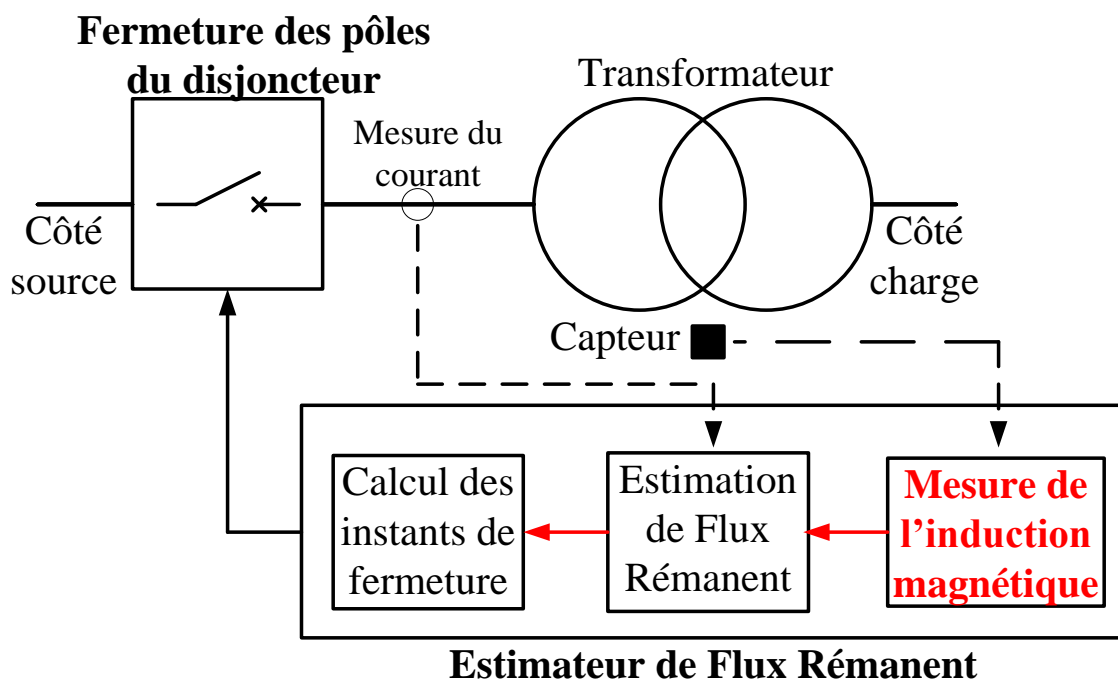 Fermeture des pôles
du disjoncteur
Transformateur
Mesure du
courant
Côté
source
Côté
charge
Capteur
Calcul des
instants de
fermeture
Estimation
de Flux
Rémanent
Mesure de
l’induction
magnétique
Estimateur de Flux Rémanent